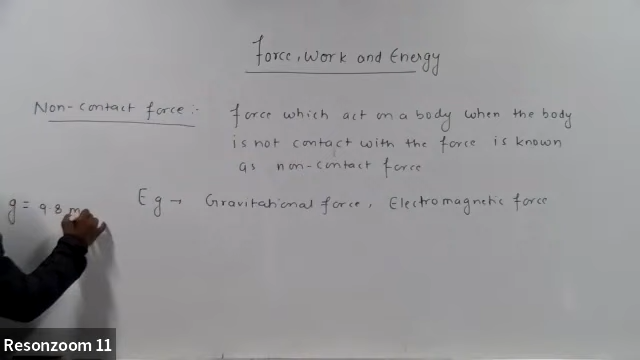 Force, Work and Energy
Non-contact force :- Force which act on a body when the body
is not contact with the force is known
as non-contact force
g = 9.8 m
Eg → Gravitational force, Electromagnetic force
Resonzoom 11